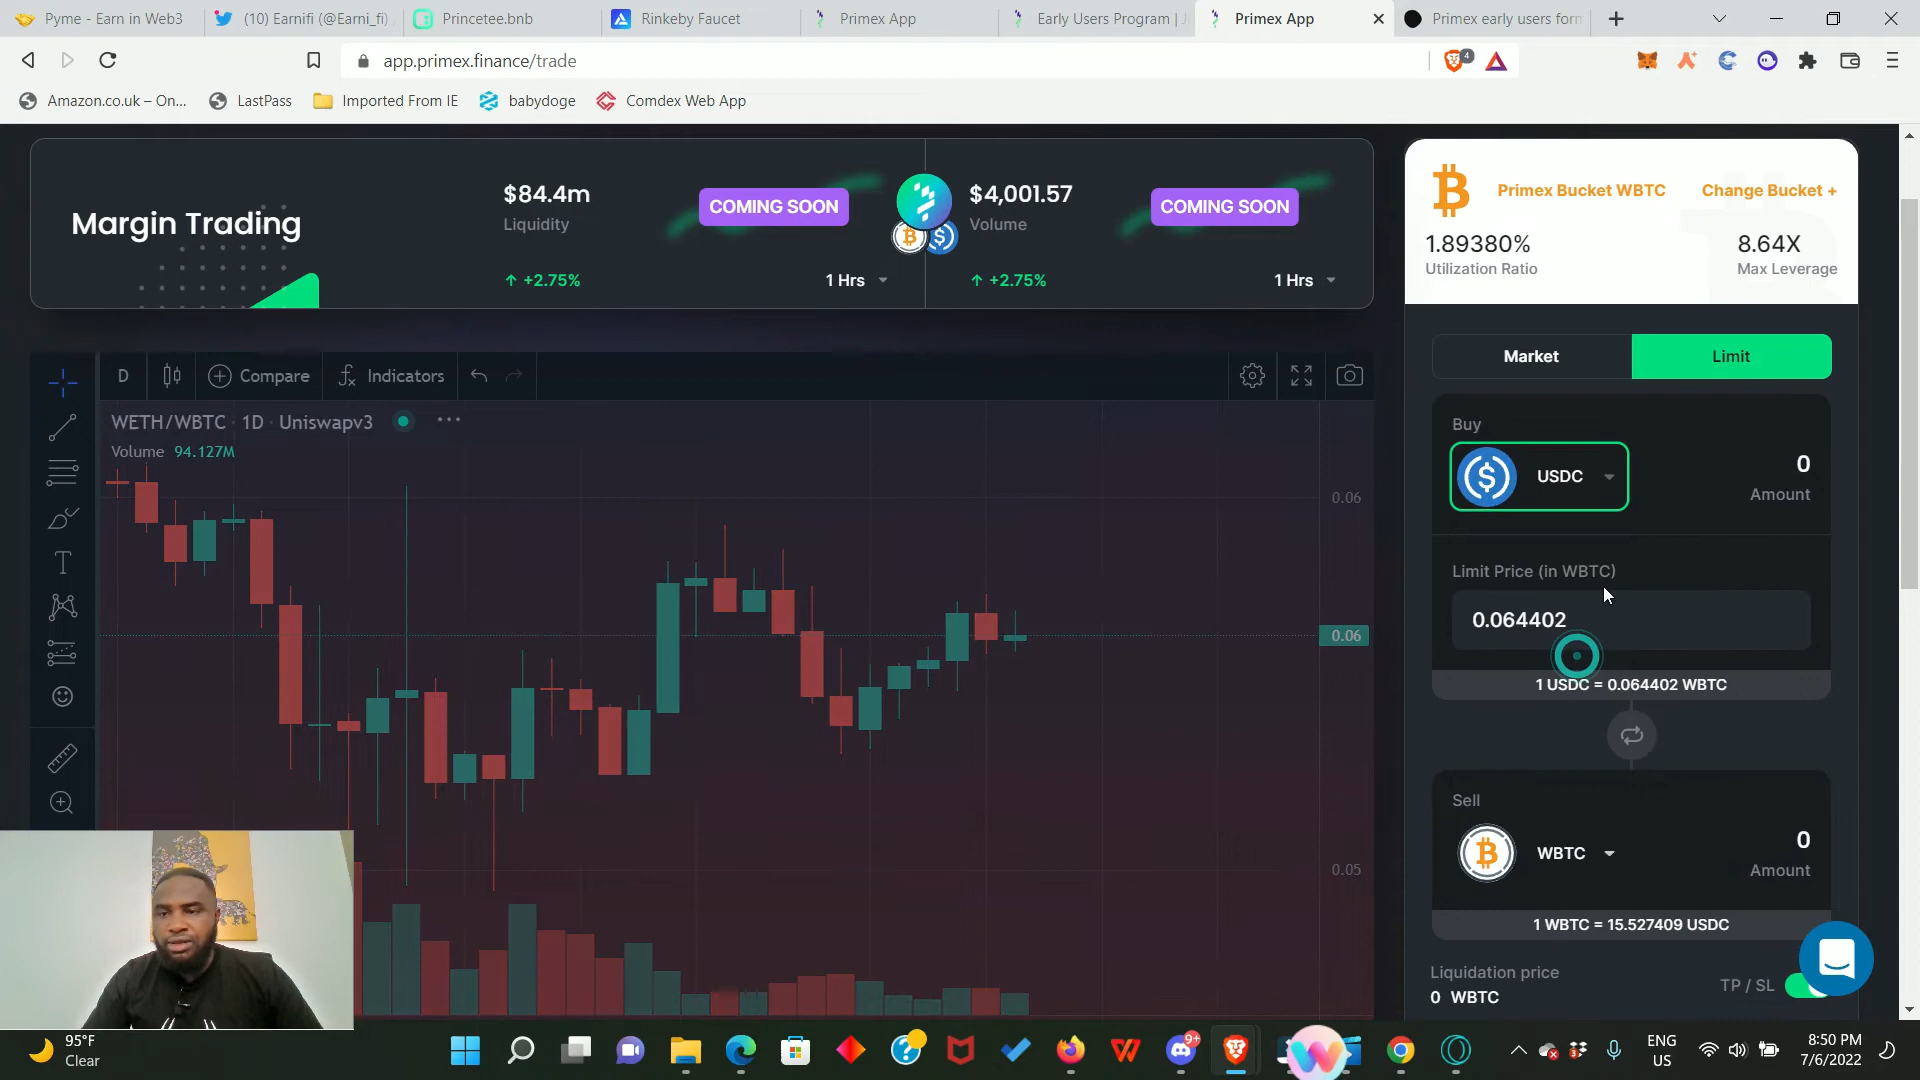 Pyme - Earn in Web3
(10) Earnifi (@Earni_fi)
Princetee.bnb
Rinkeby Faucet
Primex App
Early Users Program |
Primex App
Primex early users form
app.primex.finance/trade
4
Amazon.co.uk – On...
LastPass
Imported From IE
babydoge
Comdex Web App
Margin Trading
$84.4m
Liquidity
COMING SOON
+2.75%
1 Hrs
$4,001.57
Volume
COMING SOON
+2.75%
1 Hrs
Primex Bucket WBTC
Change Bucket +
1.89380%
Utilization Ratio
8.64X
Max Leverage
D
Compare
Indicators
WETH/WBTC · 1D · Uniswapv3
Volume 94.127M
0.06
0.06
0.05
Market
Limit
Buy
USDC
0
Amount
Limit Price (in WBTC)
0.064402
1 USDC = 0.064402 WBTC
Sell
WBTC
0
Amount
1 WBTC = 15.527409 USDC
Liquidation price
0 WBTC
TP / SL
95°F
Clear
9+
ENG
US
8:50 PM
7/6/2022